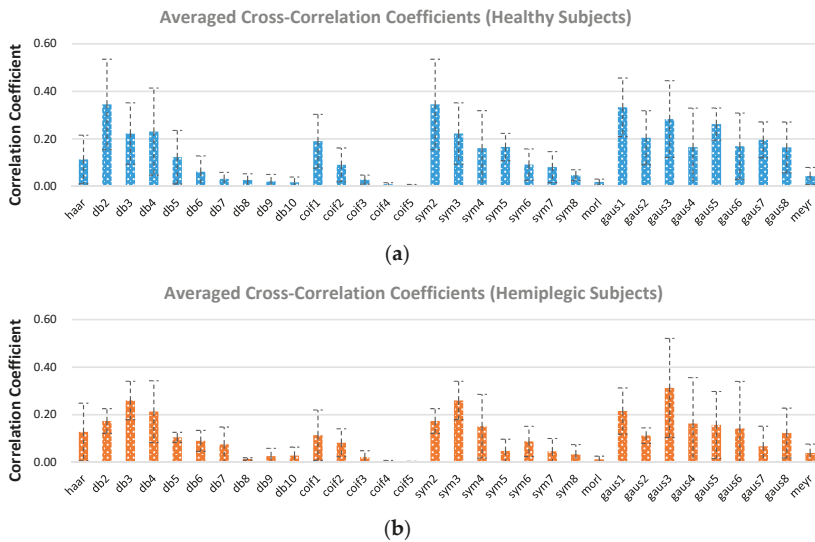 (a)
Averaged Cross-Correlation Coefficients (Healthy Subjects)
Correlation Coefficient
0.60
0.40
0.20
0.00
haar db2 db3 db4 db5 db6 db7 db8 db9 db10 coif1 coif2 coif3 coif4 coif5 sym2 sym3 sym4 sym5 sym6 sym7 sym8 morl gaus1 gaus2 gaus3 gaus4 gaus5 gaus6 gaus7 gaus8 meyr
(a)
Averaged Cross-Correlation Coefficients (Hemiplegic Subjects)
Correlation Coefficient
0.60
0.40
0.20
0.00
haar db2 db3 db4 db5 db6 db7 db8 db9 db10 coif1 coif2 coif3 coif4 coif5 sym2 sym3 sym4 sym5 sym6 sym7 sym8 morl gaus1 gaus2 gaus3 gaus4 gaus5 gaus6 gaus7 gaus8 meyr
(b)